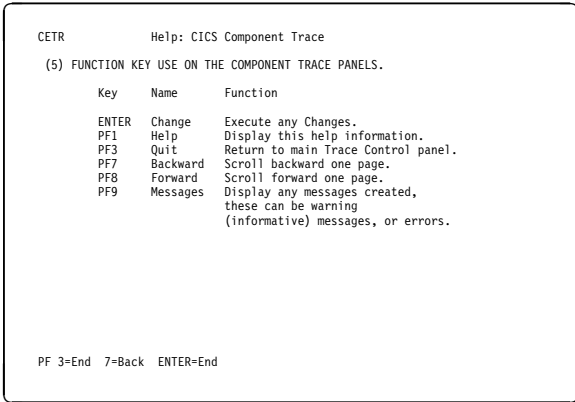 CETR Help: CICS Component Trace
(5) FUNCTION KEY USE ON THE COMPONENT TRACE PANELS.
Key Name Function
ENTER Change Execute any Changes.
PF1 Help Display this help information.
PF3 Quit Return to main Trace Control panel.
PF7 Backward Scroll backward one page.
PF8 Forward Scroll forward one page.
PF9 Messages Display any messages created,
these can be warning
(informative) messages, or errors.
PF 3=End 7=Back ENTER=End